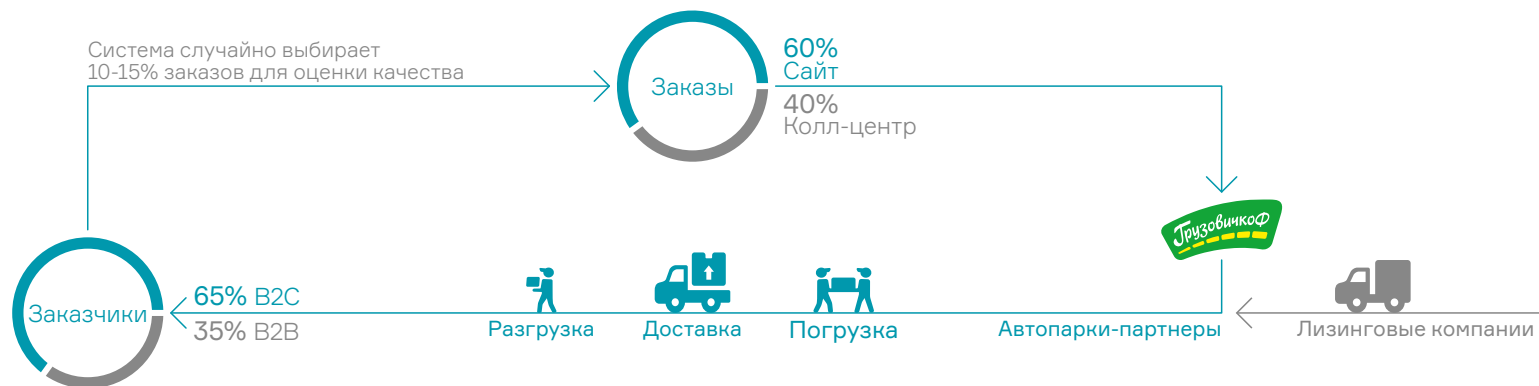 Система случайно выбирает
10-15% заказов для оценки качества
Заказы
60%
Сайт
40%
Колл-центр
ГрузовичкоФ
Заказчики
65% B2C
35% B2B
Разгрузка
Доставка
Погрузка
Автопарки-партнеры
Лизинговые компании